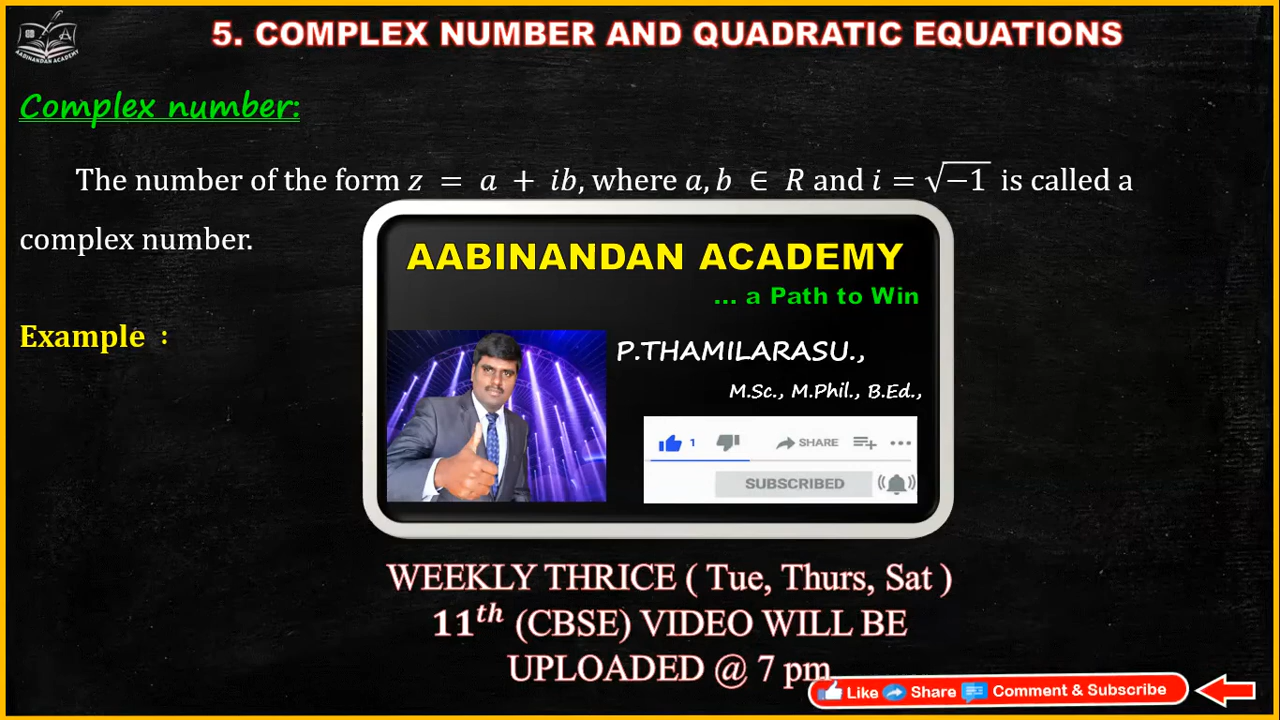 AABINANDAN ACADEMY
5. COMPLEX NUMBER AND QUADRATIC EQUATIONS
Complex number:
The number of the form z = a + ib, where a, b ∈ R and i = √−1 is called a
complex number.
Example :
AABINANDAN ACADEMY
... a Path to Win
P.THAMILARASU.,
M.Sc., M.Phil., B.Ed.,
1 SHARE
SUBSCRIBED
WEEKLY THRICE ( Tue, Thurs, Sat )
11th (CBSE) VIDEO WILL BE
UPLOADED @ 7 pm
Like Share Comment & Subscribe